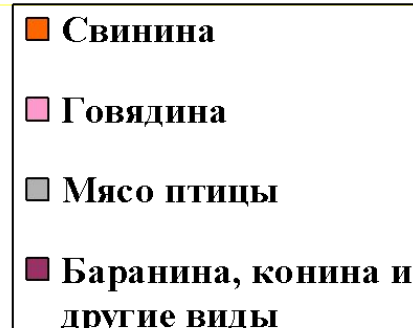 Свинина
Говядина
Мясо птицы
Баранина, конина и
другие виды